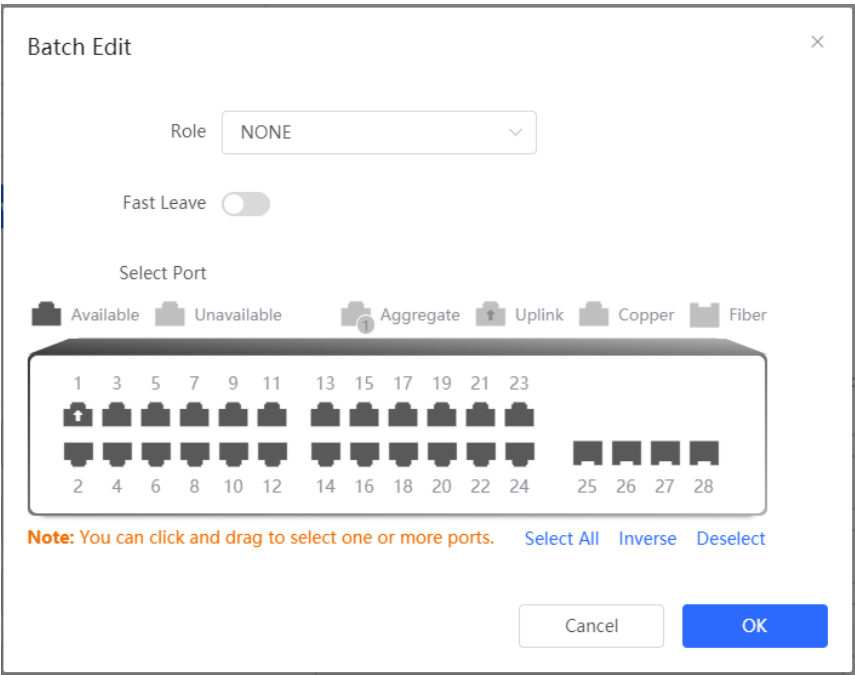 Batch Edit
Role NONE
Fast Leave
Select Port
Available Unavailable 1 Aggregate Uplink Copper Fiber
1 3 5 7 9 11 13 15 17 19 21 23
2 4 6 8 10 12 14 16 18 20 22 24 25 26 27 28
Note: You can click and drag to select one or more ports. Select All Inverse Deselect
Cancel OK